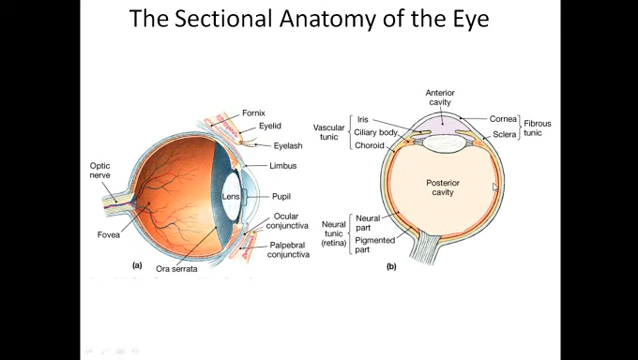 The Sectional Anatomy of the Eye
Fornix
Eyelid
Eyelash
Limbus
Optic
nerve
Lens
Pupil
Ocular
conjunctiva
Fovea
Palpebral
conjunctiva
Ora serrata
(a)
Anterior
cavity
Vascular
tunic
Iris
Ciliary body
Choroid
Cornea
Sclera
Fibrous
tunic
Posterior
cavity
Neural
tunic
(retina)
Neural
part
Pigmented
part
(b)